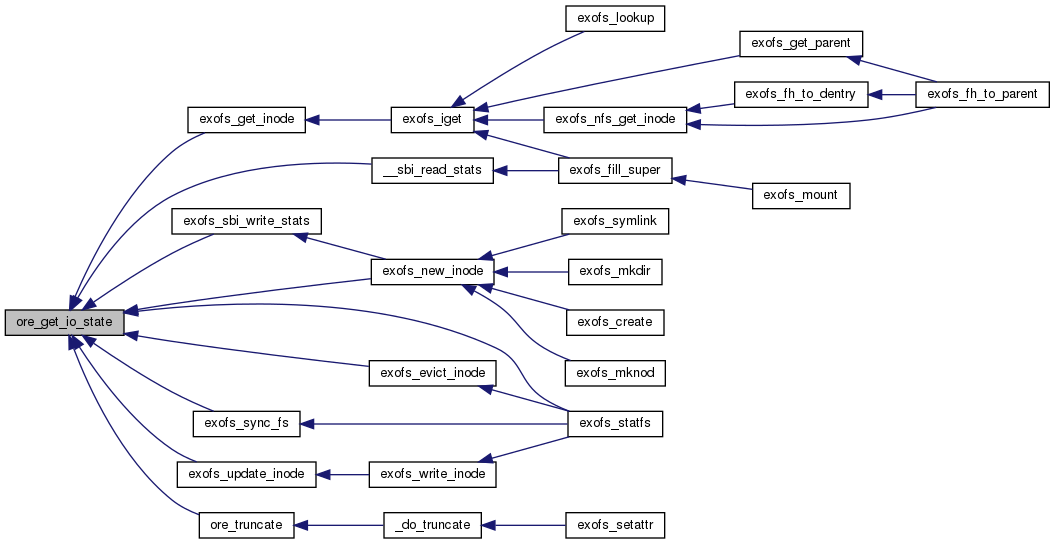 exofs_lookup
exofs_get_parent
exofs_fh_to_dentry
exofs_fh_to_parent
exofs_get_inode
exofs_iget
exofs_nfs_get_inode
__sbi_read_stats
exofs_fill_super
exofs_mount
exofs_sbi_write_stats
exofs_symlink
exofs_new_inode
exofs_mkdir
ore_get_io_state
exofs_create
exofs_evict_inode
exofs_mknod
exofs_sync_fs
exofs_statfs
exofs_update_inode
exofs_write_inode
ore_truncate
_do_truncate
exofs_setattr